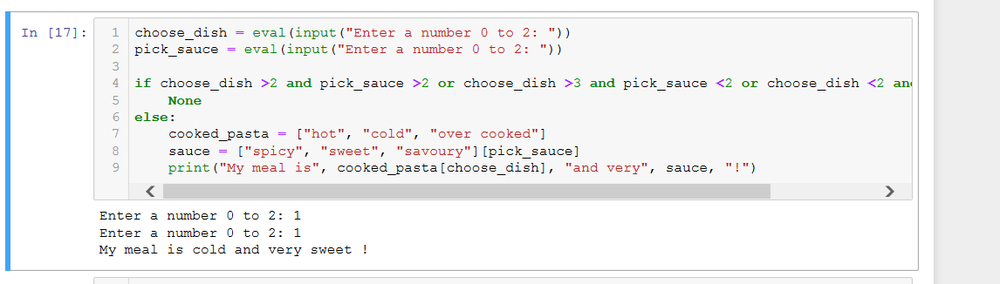 In [17]:
1 choose_dish = eval(input("Enter a number 0 to 2: "))
2 pick_sauce = eval(input("Enter a number 0 to 2: "))
3
4 if choose_dish >2 and pick_sauce >2 or choose_dish >3 and pick_sauce <2 or choose_dish <2
5 None
6 else:
7 cooked_pasta = ["hot", "cold", "over cooked"]
8 sauce = ["spicy", "sweet", "savoury"][pick_sauce]
9 print("My meal is", cooked_pasta[choose_dish], "and very", sauce, "!")
Enter a number 0 to 2: 1
Enter a number 0 to 2: 1
My meal is cold and very sweet !